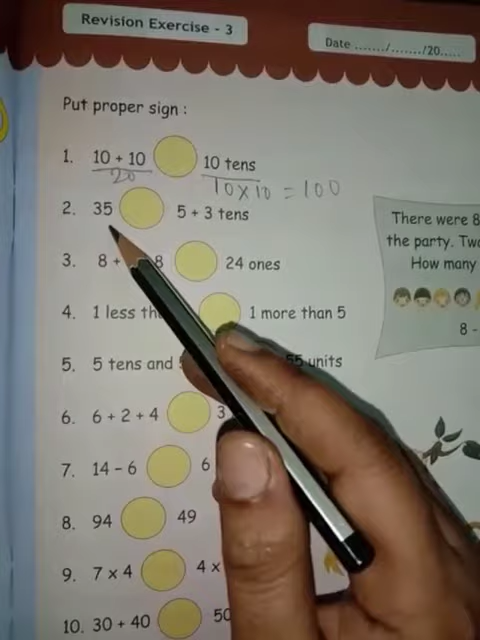 Revision Exercise - 3
Date ......./......./20.....
Put proper sign :
1. 10 + 10 10 tens
20 10 x 10 = 100
2. 35 5 + 3 tens
3. 8 + 8 24 ones
4. 1 less 1 more than 5
5. 5 tens and 55 units
6. 6 + 2 + 4 3
7. 14 - 6 6
8. 94 49
9. 7 x 4 4 x
10. 30 + 40
There were 8
the party.
How many
8 -